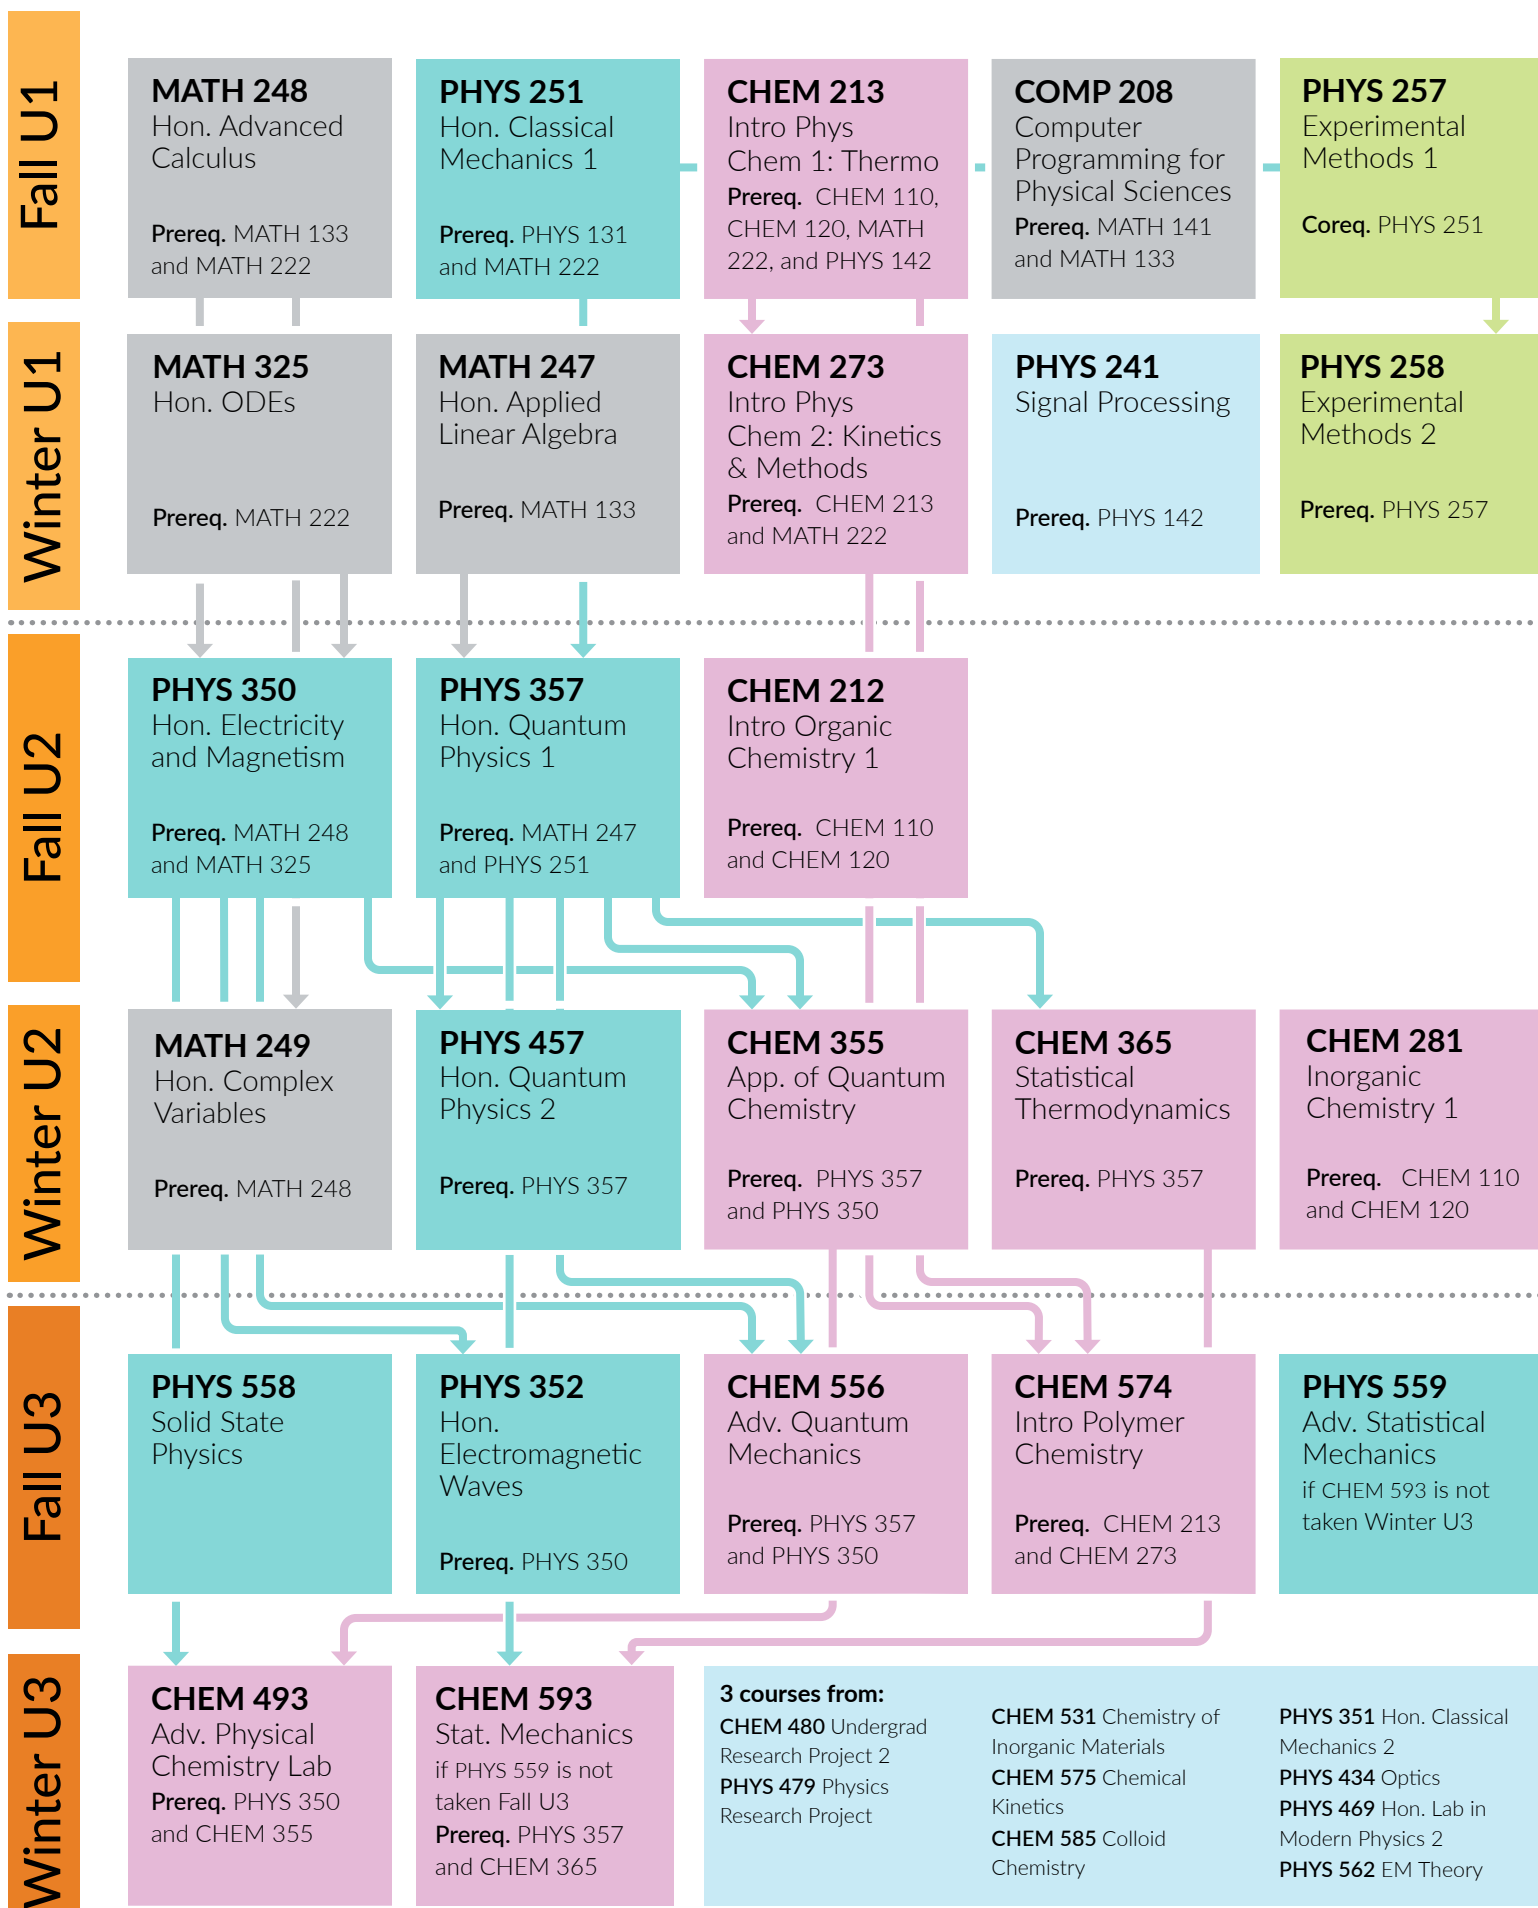 Fall U1
MATH 248
Hon. Advanced
Calculus
Prereq. MATH 133
and MATH 222
PHYS 251
Hon. Classical
Mechanics 1
Prereq. PHYS 131
and MATH 222
CHEM 213
Intro Phys
Chem 1: Thermo
Prereq. CHEM 110,
CHEM 120, MATH
222, and PHYS 142
COMP 208
Computer
Programming for
Physical Sciences
Prereq. MATH 141
and MATH 133
PHYS 257
Experimental
Methods 1
Coreq. PHYS 251
Winter U1
MATH 325
Hon. ODEs
Prereq. MATH 222
MATH 247
Hon. Applied
Linear Algebra
Prereq. MATH 133
CHEM 273
Intro Phys
Chem 2: Kinetics
& Methods
Prereq. CHEM 213
and MATH 222
PHYS 241
Signal Processing
Prereq. PHYS 142
PHYS 258
Experimental
Methods 2
Prereq. PHYS 257
Fall U2
PHYS 350
Hon. Electricity
and Magnetism
Prereq. MATH 248
and MATH 325
PHYS 357
Hon. Quantum
Physics 1
Prereq. MATH 247
and PHYS 251
CHEM 212
Intro Organic
Chemistry 1
Prereq. CHEM 110
and CHEM 120
Winter U2
MATH 249
Hon. Complex
Variables
Prereq. MATH 248
PHYS 457
Hon. Quantum
Physics 2
Prereq. PHYS 357
CHEM 355
App. of Quantum
Chemistry
Prereq. PHYS 357
and PHYS 350
CHEM 365
Statistical
Thermodynamics
Prereq. PHYS 357
CHEM 281
Inorganic
Chemistry 1
Prereq. CHEM 110
and CHEM 120
Fall U3
PHYS 558
Solid State
Physics
PHYS 352
Hon.
Electromagnetic
Waves
Prereq. PHYS 350
CHEM 556
Adv. Quantum
Mechanics
Prereq. PHYS 357
and PHYS 350
CHEM 574
Intro Polymer
Chemistry
Prereq. CHEM 213
and CHEM 273
PHYS 559
Adv. Statistical
Mechanics
if CHEM 593 is not
taken Winter U3
Winter U3
CHEM 493
Adv. Physical
Chemistry Lab
Prereq. PHYS 350
and CHEM 355
CHEM 593
Stat. Mechanics
if PHYS 559 is not
taken Fall U3
Prereq. PHYS 357
and CHEM 365
3 courses from:
CHEM 480 Undergrad
Research Project 2
PHYS 479 Physics
Research Project
CHEM 531 Chemistry of
Inorganic Materials
CHEM 575 Chemical
Kinetics
CHEM 585 Colloid
Chemistry
PHYS 351 Hon. Classical
Mechanics 2
PHYS 434 Optics
PHYS 469 Hon. Lab in
Modern Physics 2
PHYS 562 EM Theory